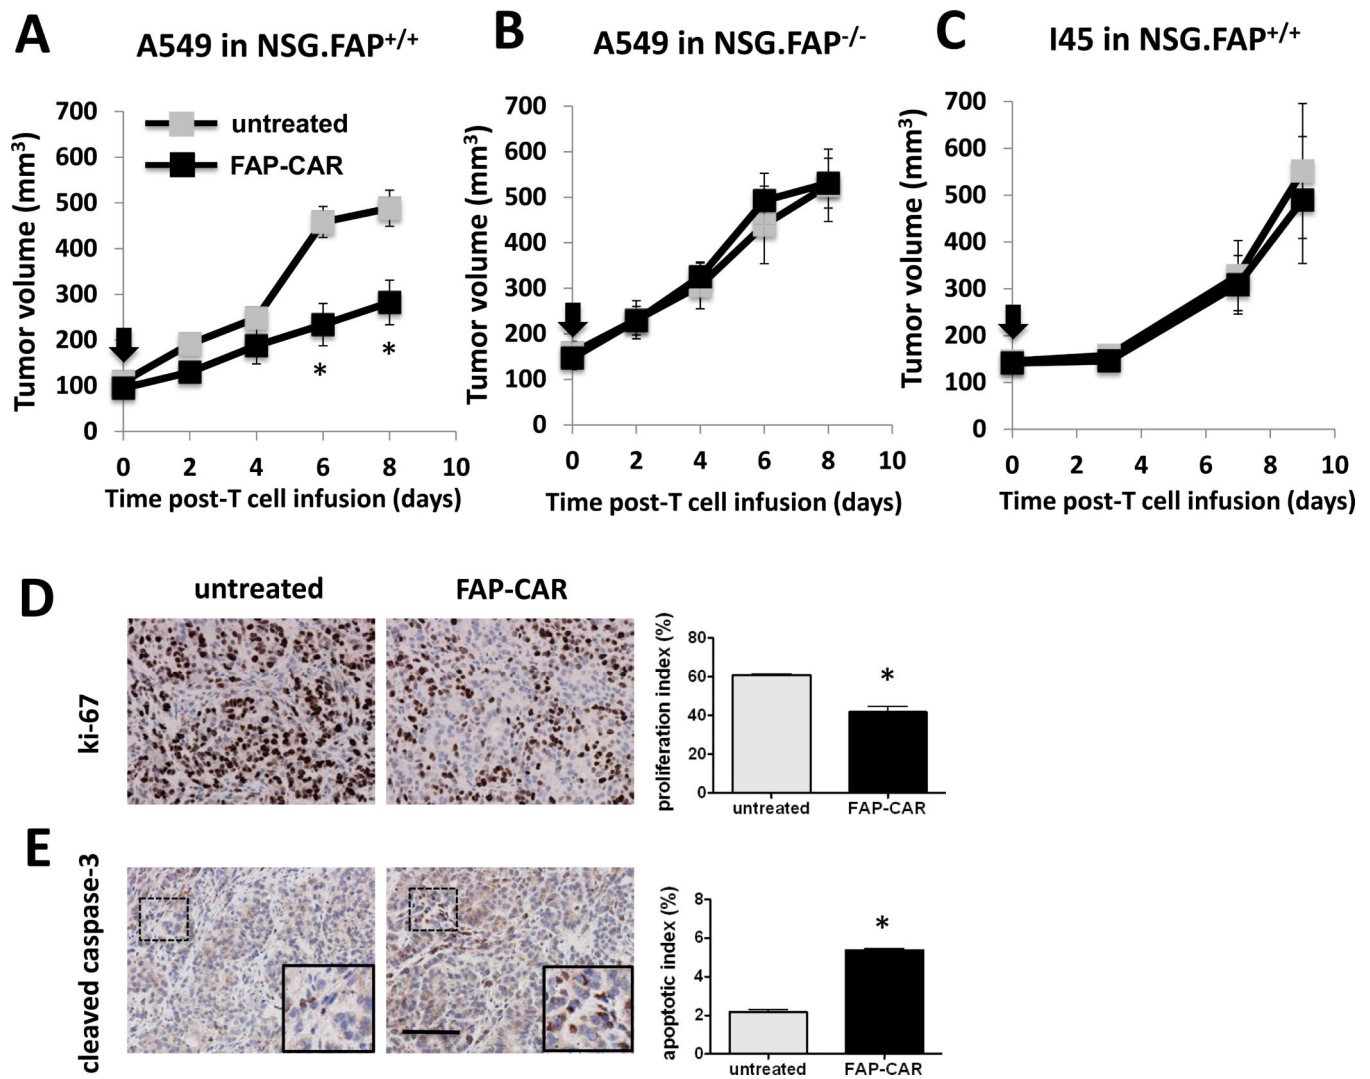 A
A549 in NSG.FAP+/+
B
A549 in NSG.FAP-/-
C
I45 in NSG.FAP+/+
Tumor volume (mm3)
700
600
500
400
300
200
100
0
untreated
FAP-CAR
*
*
0 2 4 6 8 10
Time post-T cell infusion (days)
Tumor volume (mm3)
700
600
500
400
300
200
100
0
0 2 4 6 8 10
Time post-T cell infusion (days)
Tumor volume (mm3)
700
600
500
400
300
200
100
0
0 2 4 6 8 10
Time post-T cell infusion (days)
D
untreated
FAP-CAR
ki-67
proliferation index (%)
80
60
40
20
0
*
untreated
FAP-CAR
E
cleaved caspase-3
apoptotic index (%)
8
6
4
2
0
*
untreated
FAP-CAR